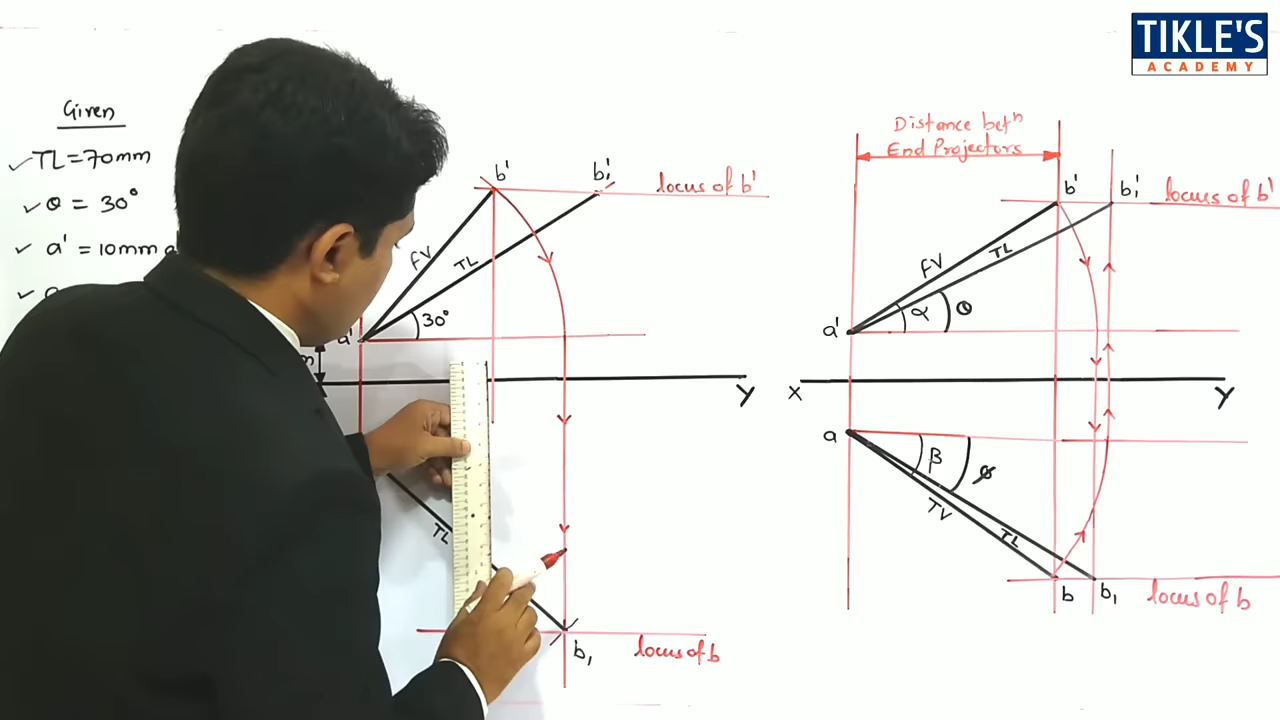 TIKLE'S
ACADEMY
Given
✓ TL = 70mm
✓ θ = 30°
✓ a' = 10mm
b'
b₁'
locus of b'
FV
TL
30°
a'
Y
TL
b₁
locus of b
Distance betⁿ
End Projectors
b'
b₁'
locus of b'
FV
TL
α
θ
a'
X
Y
a
β
ø
TV
TL
b
b₁
locus of b